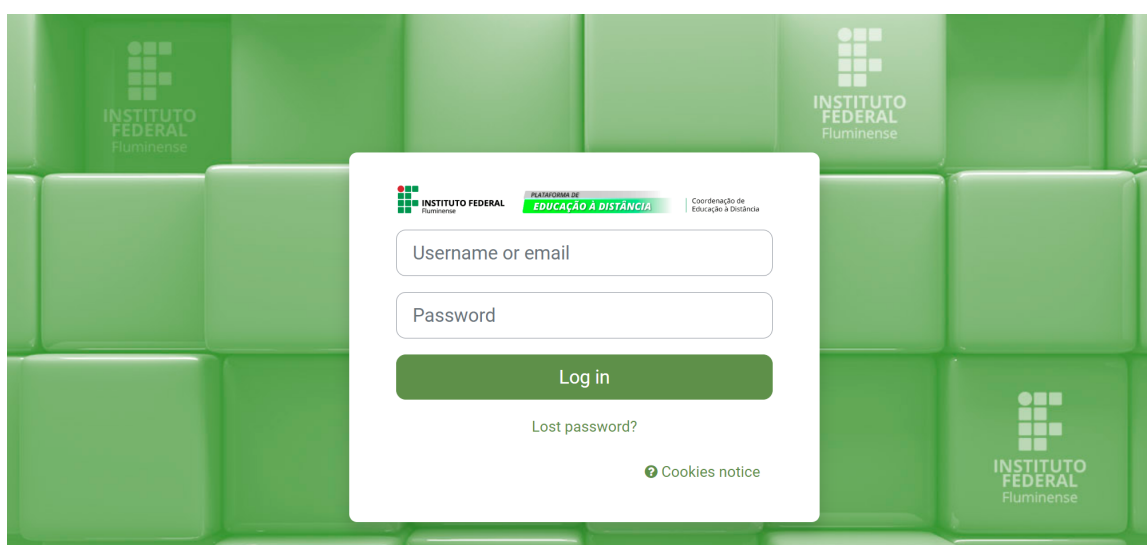 INSTITUTO
FEDERAL
Fluminense
INSTITUTO
FEDERAL
Fluminense
INSTITUTO FEDERAL
Fluminense
PLATAFORMA DE
EDUCAÇÃO À DISTÂNCIA
Coordenação de
Educação à Distância
Username or email
Password
Log in
Lost password?
Cookies notice
INSTITUTO
FEDERAL
Fluminense